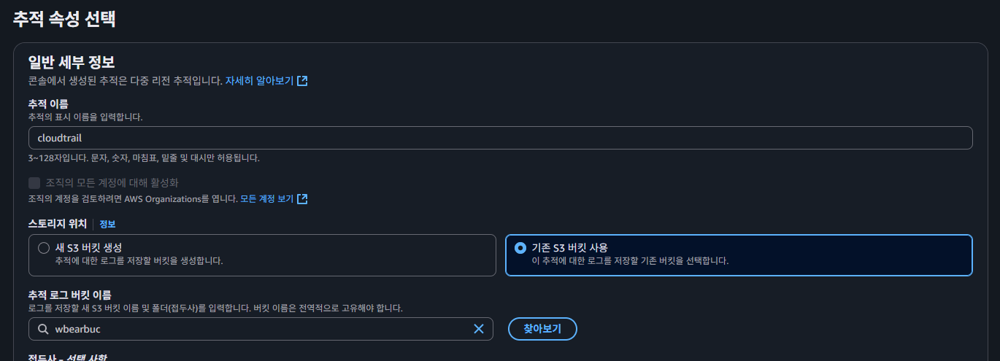 추적 속성 선택
일반 세부 정보
콘솔에서 생성된 추적은 다중 리전 추적입니다. 자세히 알아보기
추적 이름
추적의 표시 이름을 입력합니다.
cloudtrail
3~128자입니다. 문자, 숫자, 마침표, 밑줄 및 대시만 허용됩니다.
조직의 모든 계정에 대해 활성화
조직의 계정을 검토하려면 AWS Organizations를 엽니다. 모든 계정 보기
스토리지 위치 정보
새 S3 버킷 생성
추적에 대한 로그를 저장할 버킷을 생성합니다.
기존 S3 버킷 사용
이 추적에 대한 로그를 저장할 기존 버킷을 선택합니다.
추적 로그 버킷 이름
로그를 저장할 새 S3 버킷 이름 및 폴더(접두사)를 입력합니다. 버킷 이름은 전역적으로 고유해야 합니다.
wbearbuc
찾아보기
접두사 - 선택 사항